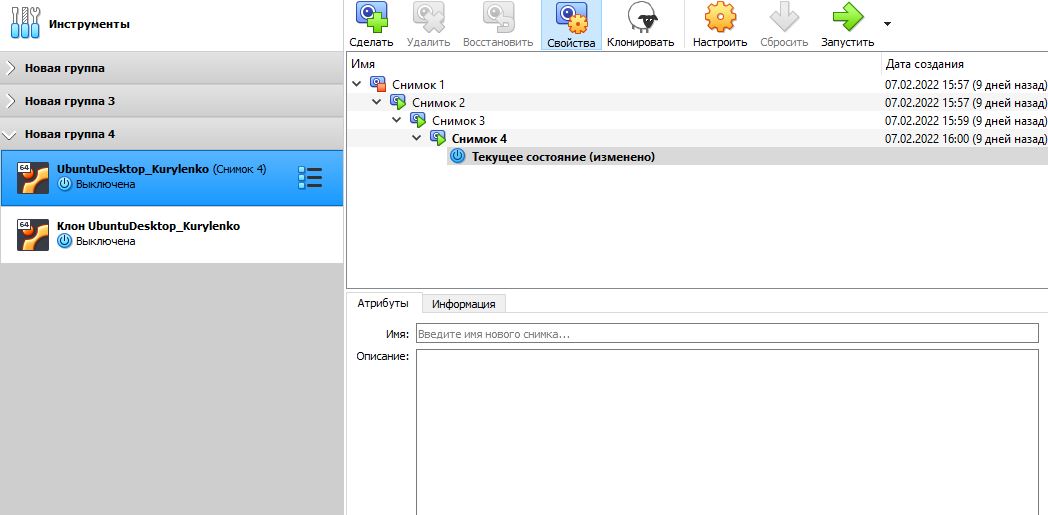 Инструменты
Новая группа
Новая группа 3
Новая группа 4
64
UbuntuDesktop_Kurylenko (Снимок 4)
Выключена
64
Клон UbuntuDesktop_Kurylenko
Выключена
Сделать Удалить Восстановить Свойства Клонировать Настроить Сбросить Запустить
Имя Дата создания
Снимок 1 07.02.2022 15:57 (9 дней назад)
Снимок 2 07.02.2022 15:57 (9 дней назад)
Снимок 3 07.02.2022 15:59 (9 дней назад)
Снимок 4 07.02.2022 16:00 (9 дней назад)
Текущее состояние (изменено)
Атрибуты Информация
Имя: Введите имя нового снимка...
Описание: